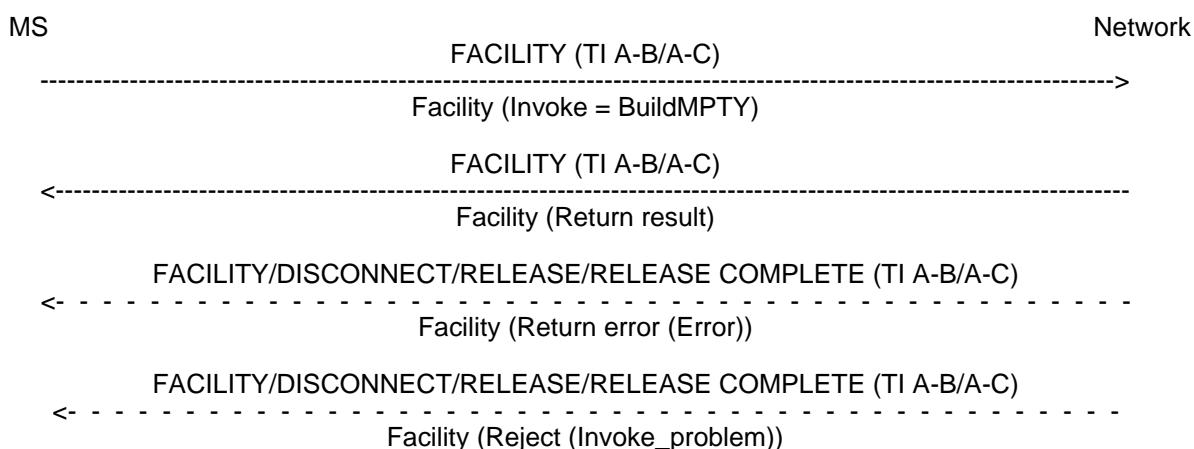 MS Network
FACILITY (TI A-B/A-C)
Facility (Invoke = BuildMPTY)
FACILITY (TI A-B/A-C)
Facility (Return result)
FACILITY/DISCONNECT/RELEASE/RELEASE COMPLETE (TI A-B/A-C)
Facility (Return error (Error))
FACILITY/DISCONNECT/RELEASE/RELEASE COMPLETE (TI A-B/A-C)
Facility (Reject (Invoke_problem))